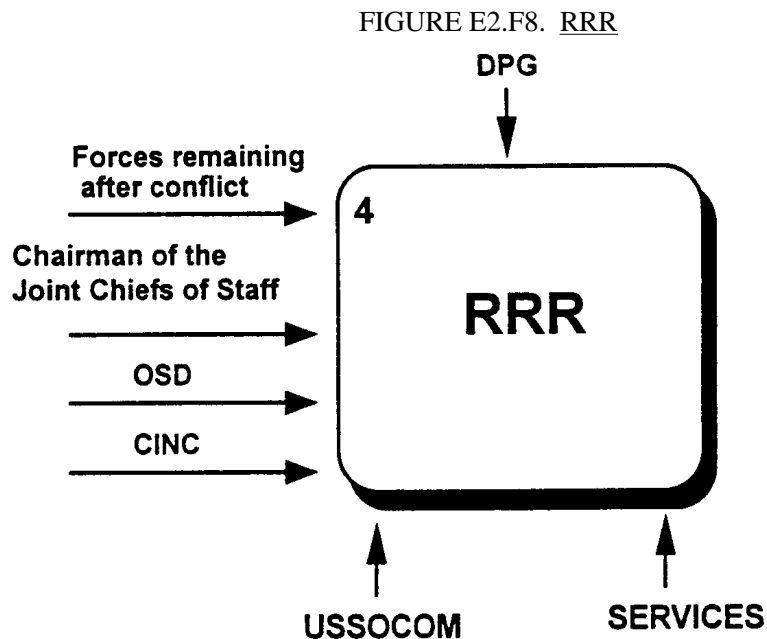 FIGURE E2.F8. RRR
DPG
Forces remaining
after conflict
4
Chairman of the
Joint Chiefs of Staff
RRR
OSD
CINC
USSOCOM
SERVICES